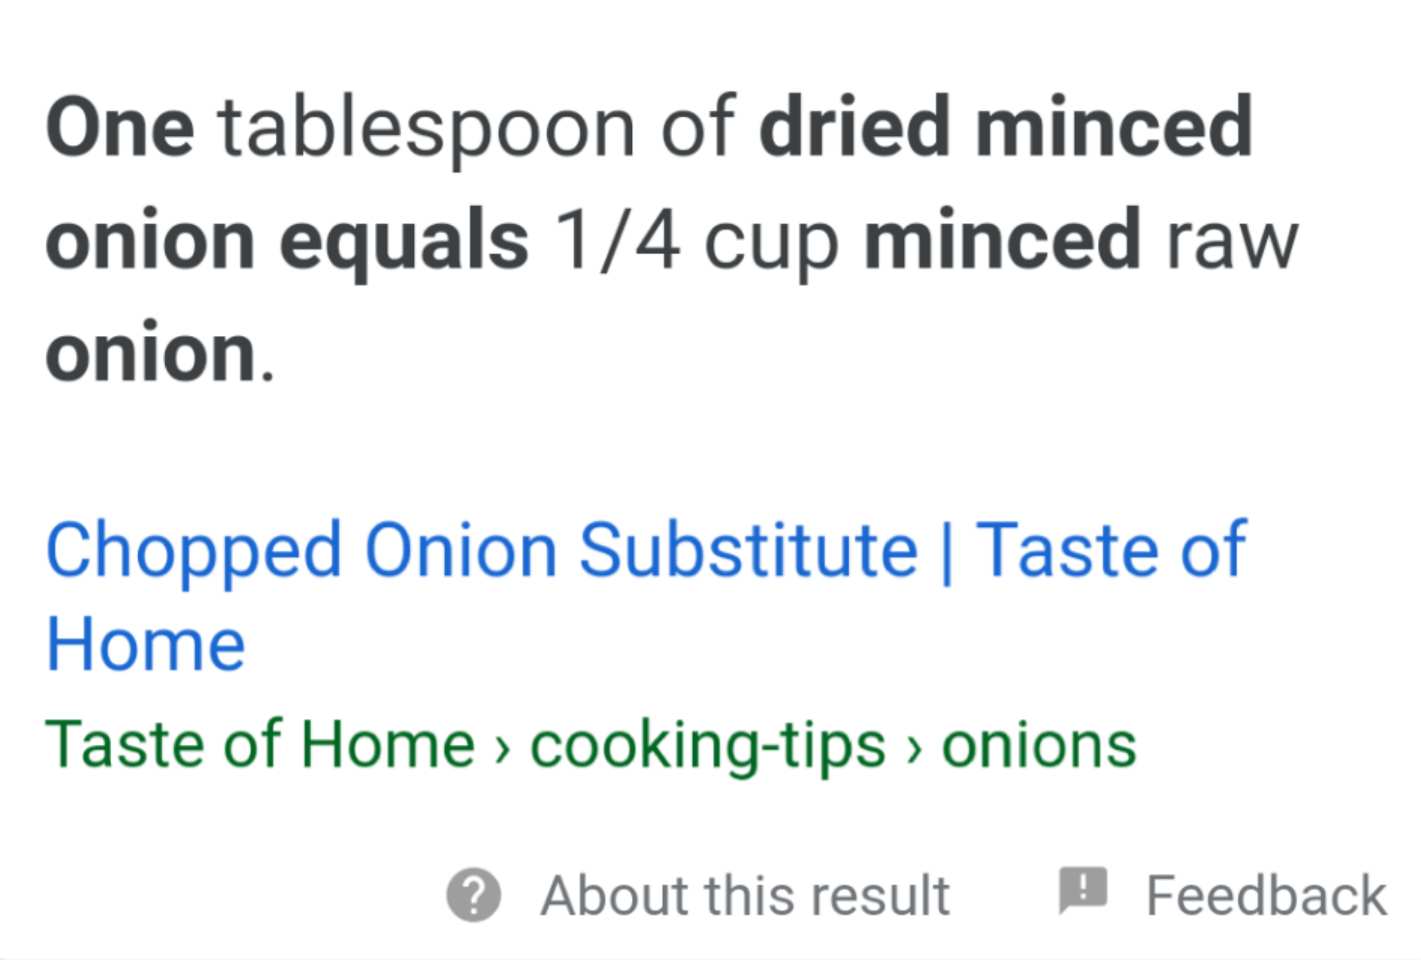 One tablespoon of dried minced
onion equals 1/4 cup minced raw
onion.
Chopped Onion Substitute | Taste of
Home
Taste of Home › cooking-tips › onions
About this result Feedback